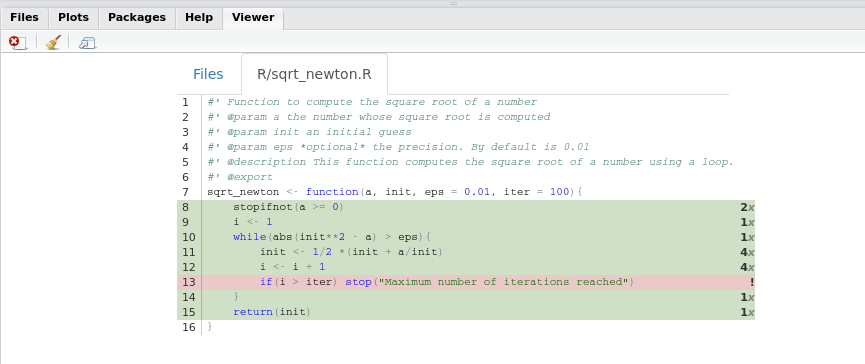 Files Plots Packages Help Viewer
Files R/sqrt_newton.R
1 #' Function to compute the square root of a number
2 #' @param a the number whose square root is computed
3 #' @param init an initial guess
4 #' @param eps *optional* the precision. By default is 0.01
5 #' @description This function computes the square root of a number using a loop.
6 #' @export
7 sqrt_newton <- function(a, init, eps = 0.01, iter = 100){
8 stopifnot(a >= 0) 2x
9 i <- 1 1x
10 while(abs(init**2 - a) > eps){ 1x
11 init <- 1/2 *(init + a/init) 4x
12 i <- i + 1 4x
13 if(i > iter) stop("Maximum number of iterations reached") !
14 } 1x
15 return(init) 1x
16 }